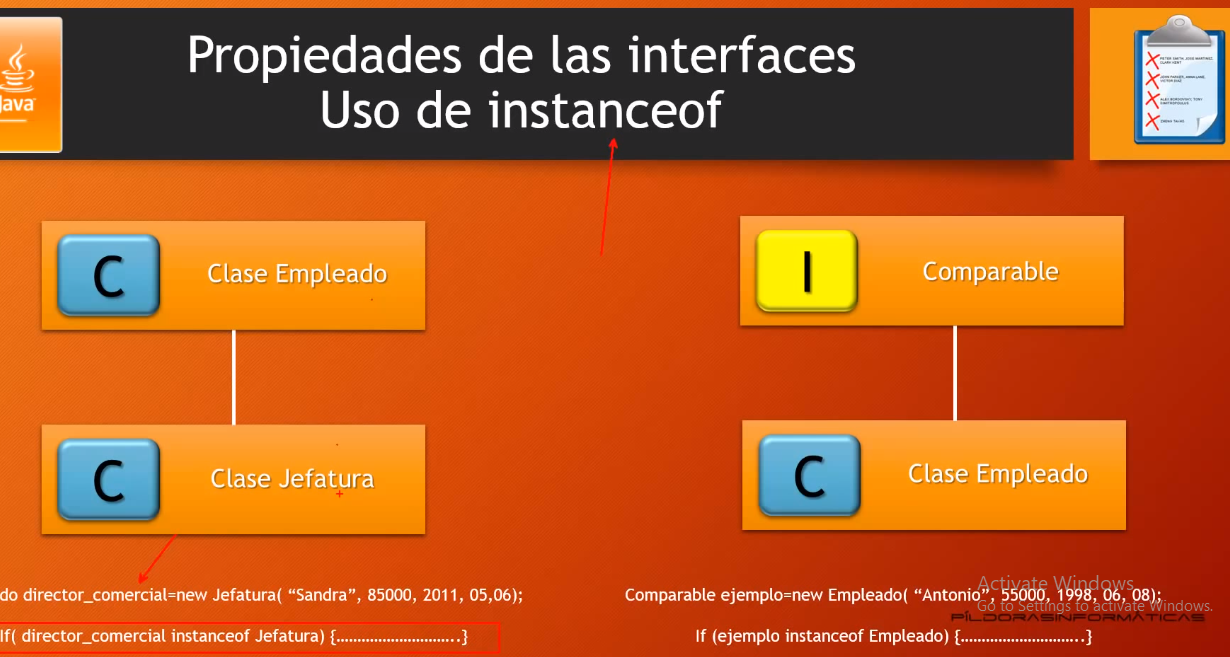 Java
Propiedades de las interfaces
Uso de instanceof
C
Clase Empleado
I
Comparable
C
Clase Jefatura
C
Clase Empleado
do director_comercial=new Jefatura( “Sandra”, 85000, 2011, 05,06);
Comparable ejemplo=new Empleado( “Antonio”, 55000, 1998, 06, 08);
If( director_comercial instanceof Jefatura) {...........................}
If (ejemplo instanceof Empleado) {...........................}
Activate Windows
Go to Settings to activate Windows.
PÍLDORASINFORMÁTICAS